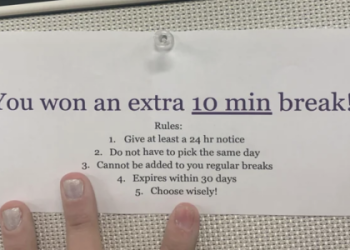 You won an extra 10 min break!
Rules:
1. Give at least a 24 hr notice
2. Do not have to pick the same day
3. Cannot be added to you regular breaks
4. Expires within 30 days
5. Choose wisely!